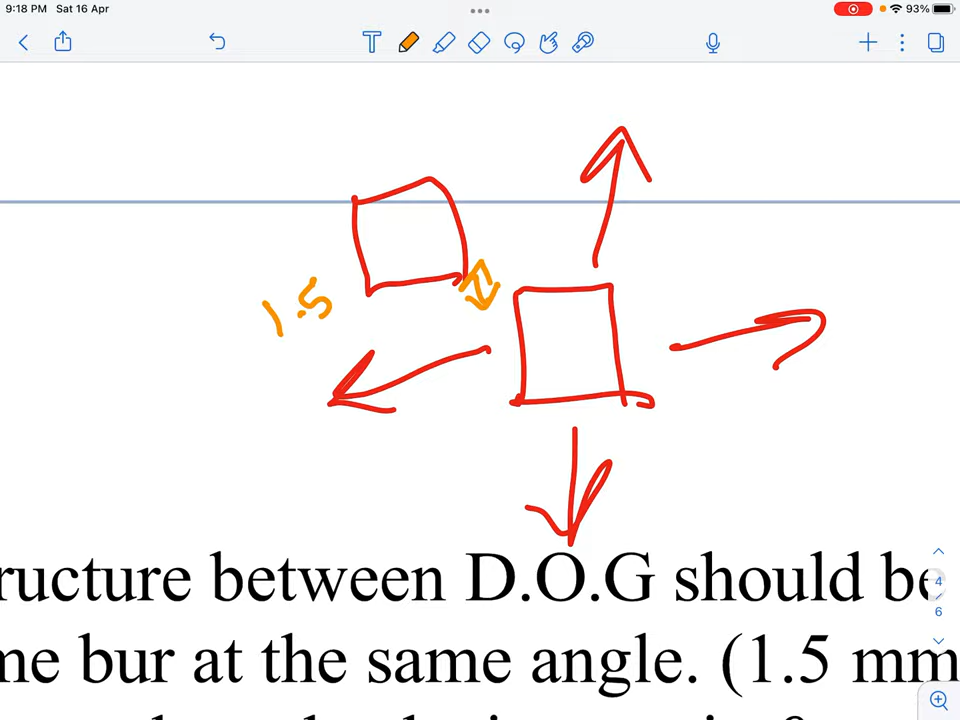 9:18 PM Sat 16 Apr
93%
T
1.5
ructure between D.O.G should be
me bur at the same angle. (1.5 mm
4
6